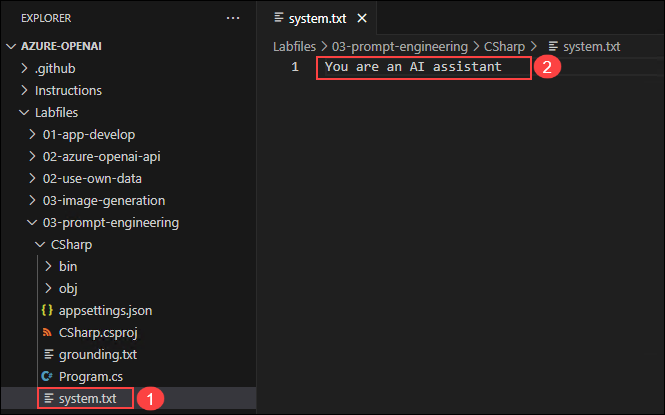 EXPLORER
AZURE-OPENAI
.github
Instructions
Labfiles
01-app-develop
02-azure-openai-api
02-use-own-data
03-image-generation
03-prompt-engineering
CSharp
bin
obj
appsettings.json
CSharp.csproj
grounding.txt
Program.cs
system.txt 1
system.txt
Labfiles > 03-prompt-engineering > CSharp > system.txt
1 You are an AI assistant 2